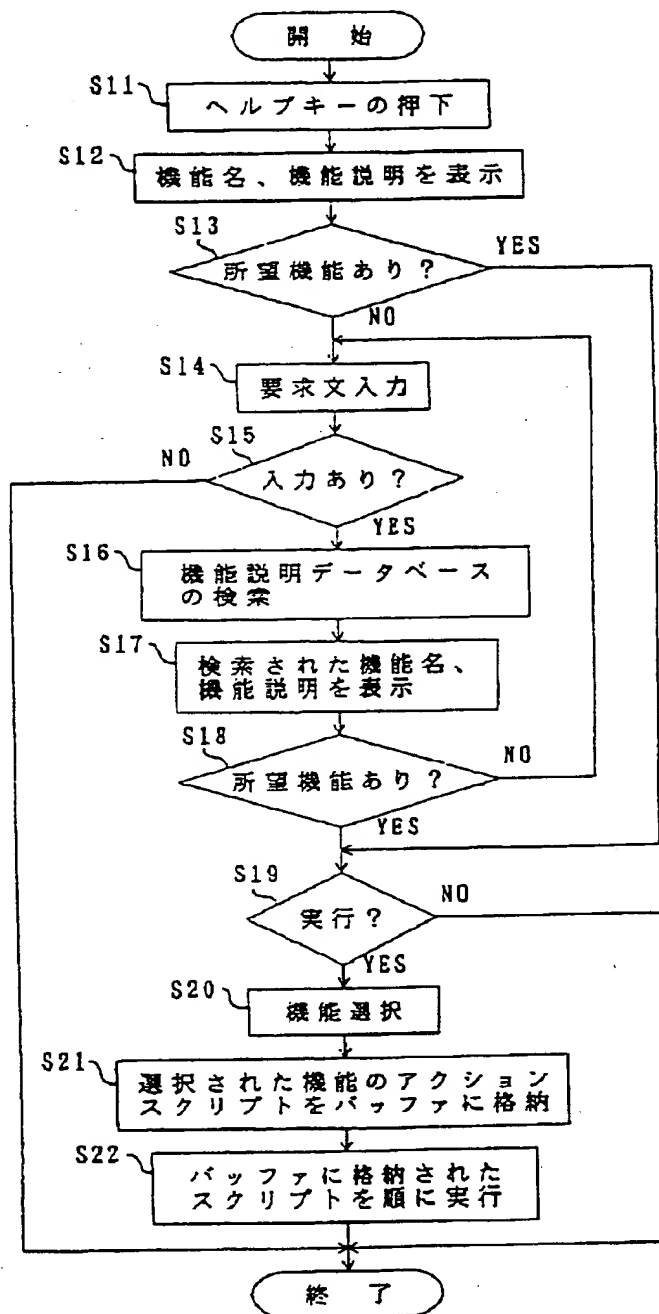 開 始
S11
ヘルプキーの押下
S12
機能名、機能説明を表示
S13
所望機能あり?
YES
NO
S14
要求文入力
S15
NO
入力あり?
YES
S16
機能説明データベース
の検索
S17
検索された機能名、
機能説明を表示
S18
所望機能あり?
NO
YES
S19
実行?
NO
YES
S20
機能選択
S21
選択された機能のアクション
スクリプトをバッファに格納
S22
バッファに格納された
スクリプトを順に実行
終 了